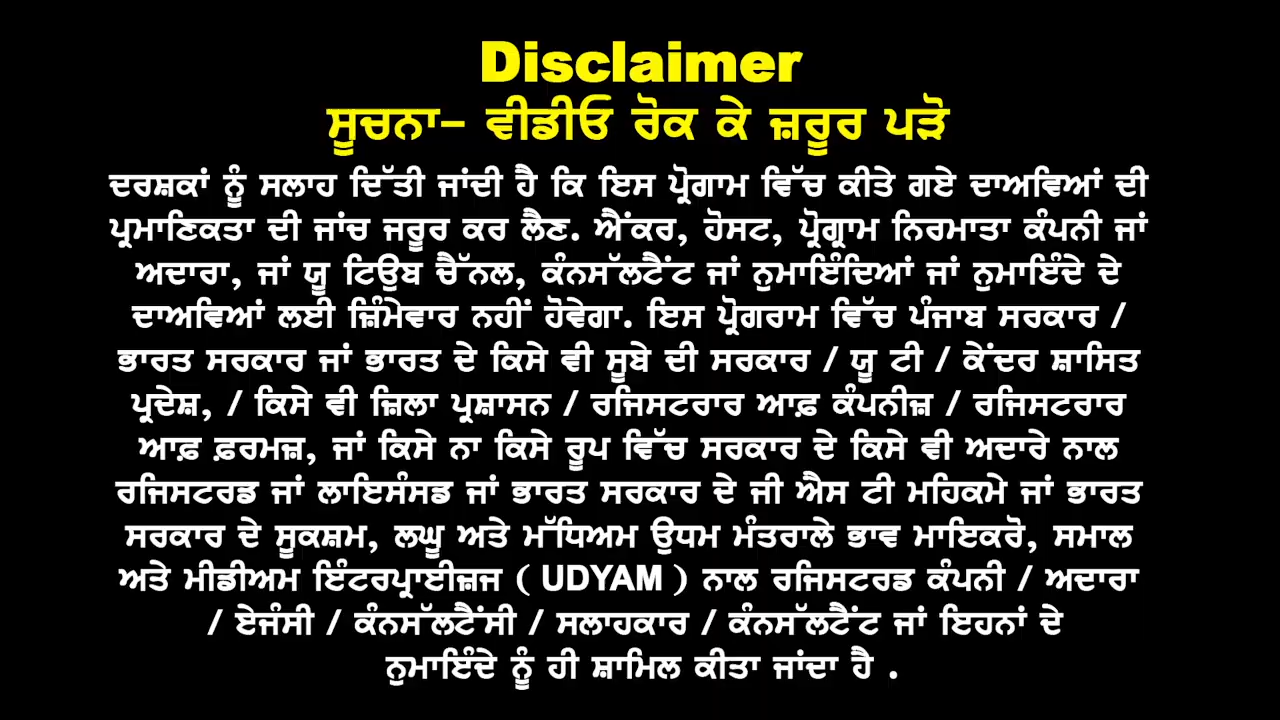 Disclaimer
ਸੂਚਨਾ- ਵੀਡੀਓ ਰੋਕ ਕੇ ਜ਼ਰੂਰ ਪੜੋ
ਦਰਸ਼ਕਾਂ ਨੂੰ ਸਲਾਹ ਦਿੱਤੀ ਜਾਂਦੀ ਹੈ ਕਿ ਇਸ ਪ੍ਰੋਗਾਮ ਵਿੱਚ ਕੀਤੇ ਗਏ ਦਾਅਵਿਆਂ ਦੀ
ਪ੍ਰਮਾਣਿਕਤਾ ਦੀ ਜਾਂਚ ਜਰੂਰ ਕਰ ਲੈਣ. ਐਂਕਰ, ਹੋਸਟ, ਪ੍ਰੋਗ੍ਰਾਮ ਨਿਰਮਾਤਾ ਕੰਪਨੀ ਜਾਂ
ਅਦਾਰਾ, ਜਾਂ ਯੂ ਟਿਉਬ ਚੈੱਨਲ, ਕੰਨਸੱਲਟੈਂਟ ਜਾਂ ਨੁਮਾਇੰਦਿਆਂ ਜਾਂ ਨੁਮਾਇੰਦੇ ਦੇ
ਦਾਅਵਿਆਂ ਲਈ ਜ਼ਿੰਮੇਵਾਰ ਨਹੀਂ ਹੋਵੇਗਾ. ਇਸ ਪ੍ਰੋਗਰਾਮ ਵਿੱਚ ਪੰਜਾਬ ਸਰਕਾਰ /
ਭਾਰਤ ਸਰਕਾਰ ਜਾਂ ਭਾਰਤ ਦੇ ਕਿਸੇ ਵੀ ਸੂਬੇ ਦੀ ਸਰਕਾਰ / ਯੂ ਟੀ / ਕੇਂਦਰ ਸ਼ਾਸਿਤ
ਪ੍ਰਦੇਸ਼, / ਕਿਸੇ ਵੀ ਜ਼ਿਲਾ ਪ੍ਰਸ਼ਾਸਨ / ਰਜਿਸਟਰਾਰ ਆਫ਼ ਕੰਪਨੀਜ਼ / ਰਜਿਸਟਰਾਰ
ਆਫ਼ ਫ਼ਰਮਜ਼, ਜਾਂ ਕਿਸੇ ਨਾ ਕਿਸੇ ਰੂਪ ਵਿੱਚ ਸਰਕਾਰ ਦੇ ਕਿਸੇ ਵੀ ਅਦਾਰੇ ਨਾਲ
ਰਜਿਸਟਰਡ ਜਾਂ ਲਾਇਸੰਸਡ ਜਾਂ ਭਾਰਤ ਸਰਕਾਰ ਦੇ ਜੀ ਐਸ ਟੀ ਮਹਿਕਮੇ ਜਾਂ ਭਾਰਤ
ਸਰਕਾਰ ਦੇ ਸੂਕਸ਼ਮ, ਲਘੂ ਅਤੇ ਮੱਧਿਅਮ ਉਧਮ ਮੰਤਰਾਲੇ ਭਾਵ ਮਾਇਕਰੋ, ਸਮਾਲ
ਅਤੇ ਮੀਡੀਅਮ ਇੰਟਰਪ੍ਰਾਈਜ਼ਜ ( UDYAM ) ਨਾਲ ਰਜਿਸਟਰਡ ਕੰਪਨੀ / ਅਦਾਰਾ
/ ਏਜੰਸੀ / ਕੰਨਸੱਲਟੈਂਸੀ / ਸਲਾਹਕਾਰ / ਕੰਨਸੱਲਟੈਂਟ ਜਾਂ ਇਹਨਾਂ ਦੇ
ਨੁਮਾਇੰਦੇ ਨੂੰ ਹੀ ਸ਼ਾਮਿਲ ਕੀਤਾ ਜਾਂਦਾ ਹੈ .